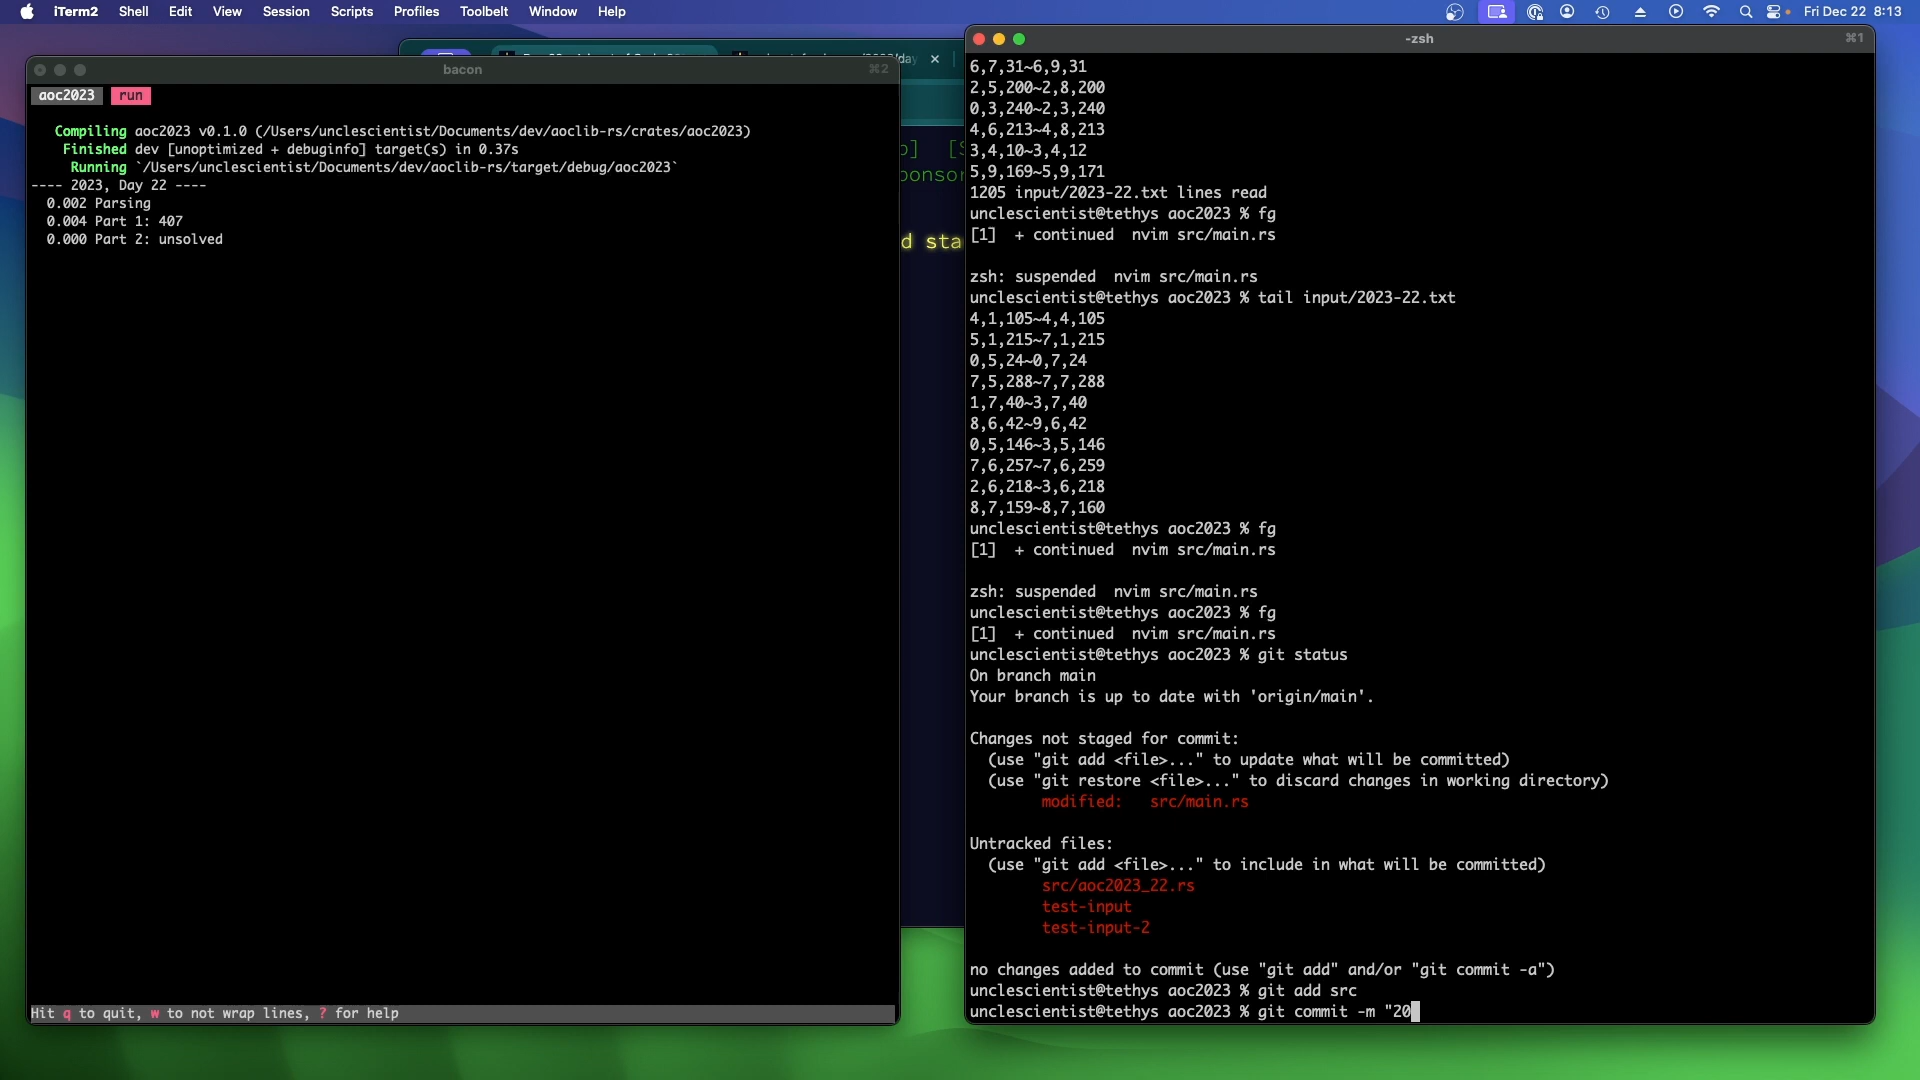 iTerm2 Shell Edit View Session Scripts Profiles Toolbelt Window Help
Fri Dec 22 8:13
bacon ⌘2
aoc2023 run
Compiling aoc2023 v0.1.0 (/Users/unclescientist/Documents/dev/aoclib-rs/crates/aoc2023)
Finished dev [unoptimized + debuginfo] target(s) in 0.37s
Running `/Users/unclescientist/Documents/dev/aoclib-rs/target/debug/aoc2023`
---- 2023, Day 22 ----
0.002 Parsing
0.004 Part 1: 407
0.000 Part 2: unsolved
Hit q to quit, w to not wrap lines, ? for help
d sta
-zsh ⌘1
6,7,31~6,9,31
2,5,200~2,8,200
0,3,240~2,3,240
4,6,213~4,8,213
3,4,10~3,4,12
5,9,169~5,9,171
1205 input/2023-22.txt lines read
unclescientist@tethys aoc2023 % fg
[1]  + continued  nvim src/main.rs
zsh: suspended  nvim src/main.rs
unclescientist@tethys aoc2023 % tail input/2023-22.txt
4,1,105~4,4,105
5,1,215~7,1,215
0,5,24~0,7,24
7,5,288~7,7,288
1,7,40~3,7,40
8,6,42~9,6,42
0,5,146~3,5,146
7,6,257~7,6,259
2,6,218~3,6,218
8,7,159~8,7,160
unclescientist@tethys aoc2023 % fg
[1]  + continued  nvim src/main.rs
zsh: suspended  nvim src/main.rs
unclescientist@tethys aoc2023 % fg
[1]  + continued  nvim src/main.rs
unclescientist@tethys aoc2023 % git status
On branch main
Your branch is up to date with 'origin/main'.
Changes not staged for commit:
(use "git add <file>..." to update what will be committed)
(use "git restore <file>..." to discard changes in working directory)
modified:   src/main.rs
Untracked files:
(use "git add <file>..." to include in what will be committed)
src/aoc2023_22.rs
test-input
test-input-2
no changes added to commit (use "git add" and/or "git commit -a")
unclescientist@tethys aoc2023 % git add src
unclescientist@tethys aoc2023 % git commit -m "20